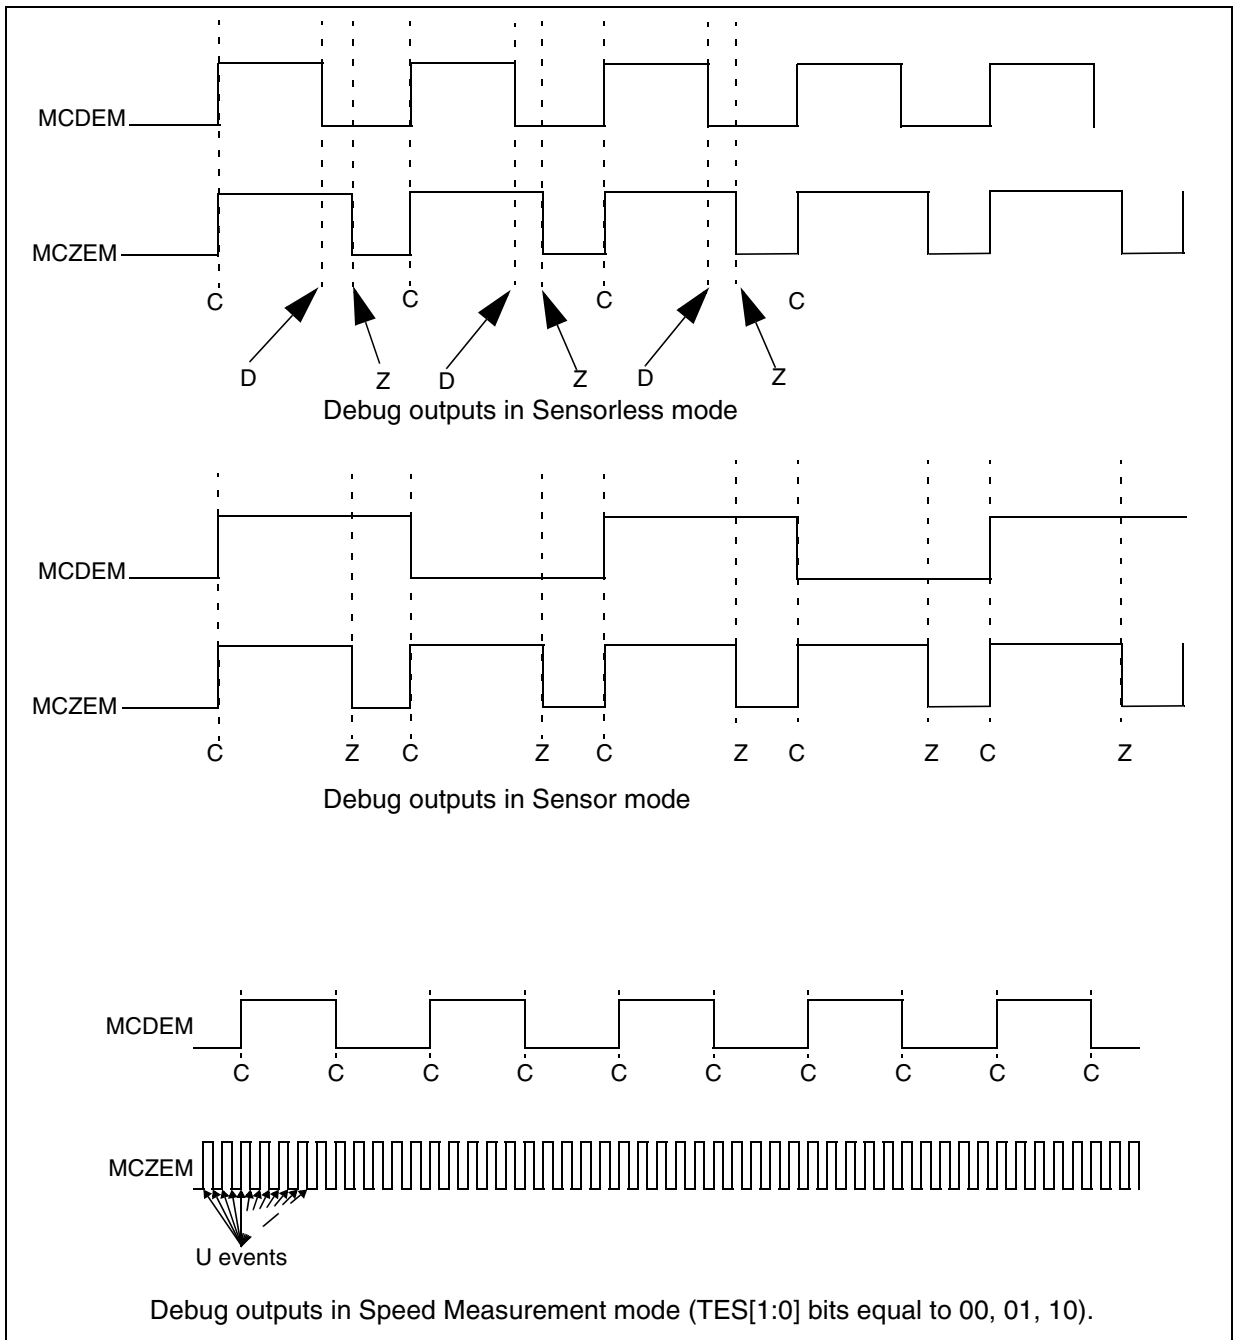 MCDEM
MCZEM
C C C C
D Z D Z D Z
Debug outputs in Sensorless mode
MCDEM
MCZEM
C Z C Z C Z C Z C Z
Debug outputs in Sensor mode
MCDEM
C C C C C C C C C C
MCZEM
U events
Debug outputs in Speed Measurement mode (TES[1:0] bits equal to 00, 01, 10).